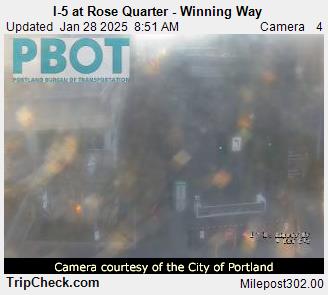 I-5 at Rose Quarter - Winning Way
Updated Jan 28 2025 8:51 AM Camera 4
PBOT
PORTLAND BUREAU OF TRANSPORTATION
Camera courtesy of the City of Portland
TripCheck.com Milepost302.00